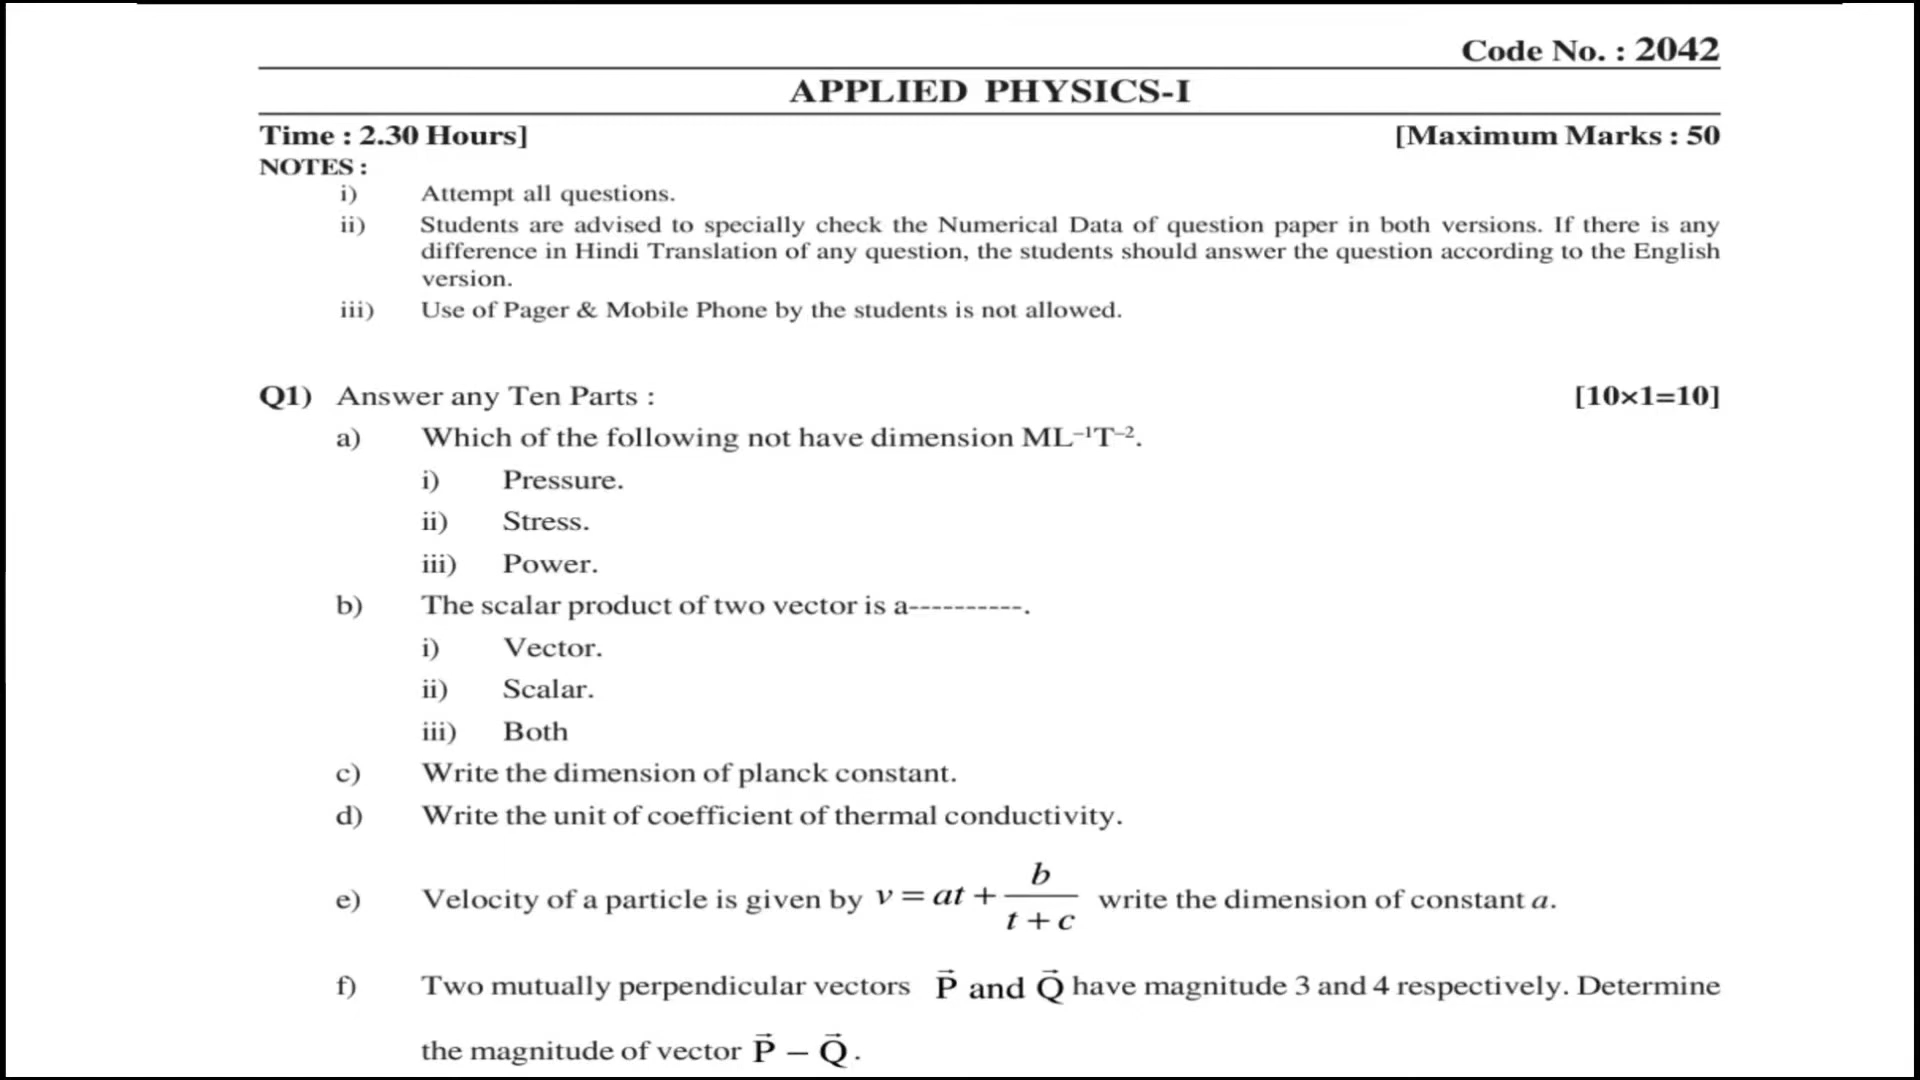 Code No. : 2042
APPLIED PHYSICS-I
Time : 2.30 Hours] [Maximum Marks : 50
NOTES :
i) Attempt all questions.
ii) Students are advised to specially check the Numerical Data of question paper in both versions. If there is any
difference in Hindi Translation of any question, the students should answer the question according to the English
version.
iii) Use of Pager & Mobile Phone by the students is not allowed.
Q1) Answer any Ten Parts : [10×1=10]
a) Which of the following not have dimension ML⁻¹T⁻².
i) Pressure.
ii) Stress.
iii) Power.
b) The scalar product of two vector is a----------.
i) Vector.
ii) Scalar.
iii) Both
c) Write the dimension of planck constant.
d) Write the unit of coefficient of thermal conductivity.
e) Velocity of a particle is given by v = at + b/(t + c) write the dimension of constant a.
f) Two mutually perpendicular vectors P⃗ and Q⃗ have magnitude 3 and 4 respectively. Determine
the magnitude of vector P⃗ – Q⃗.